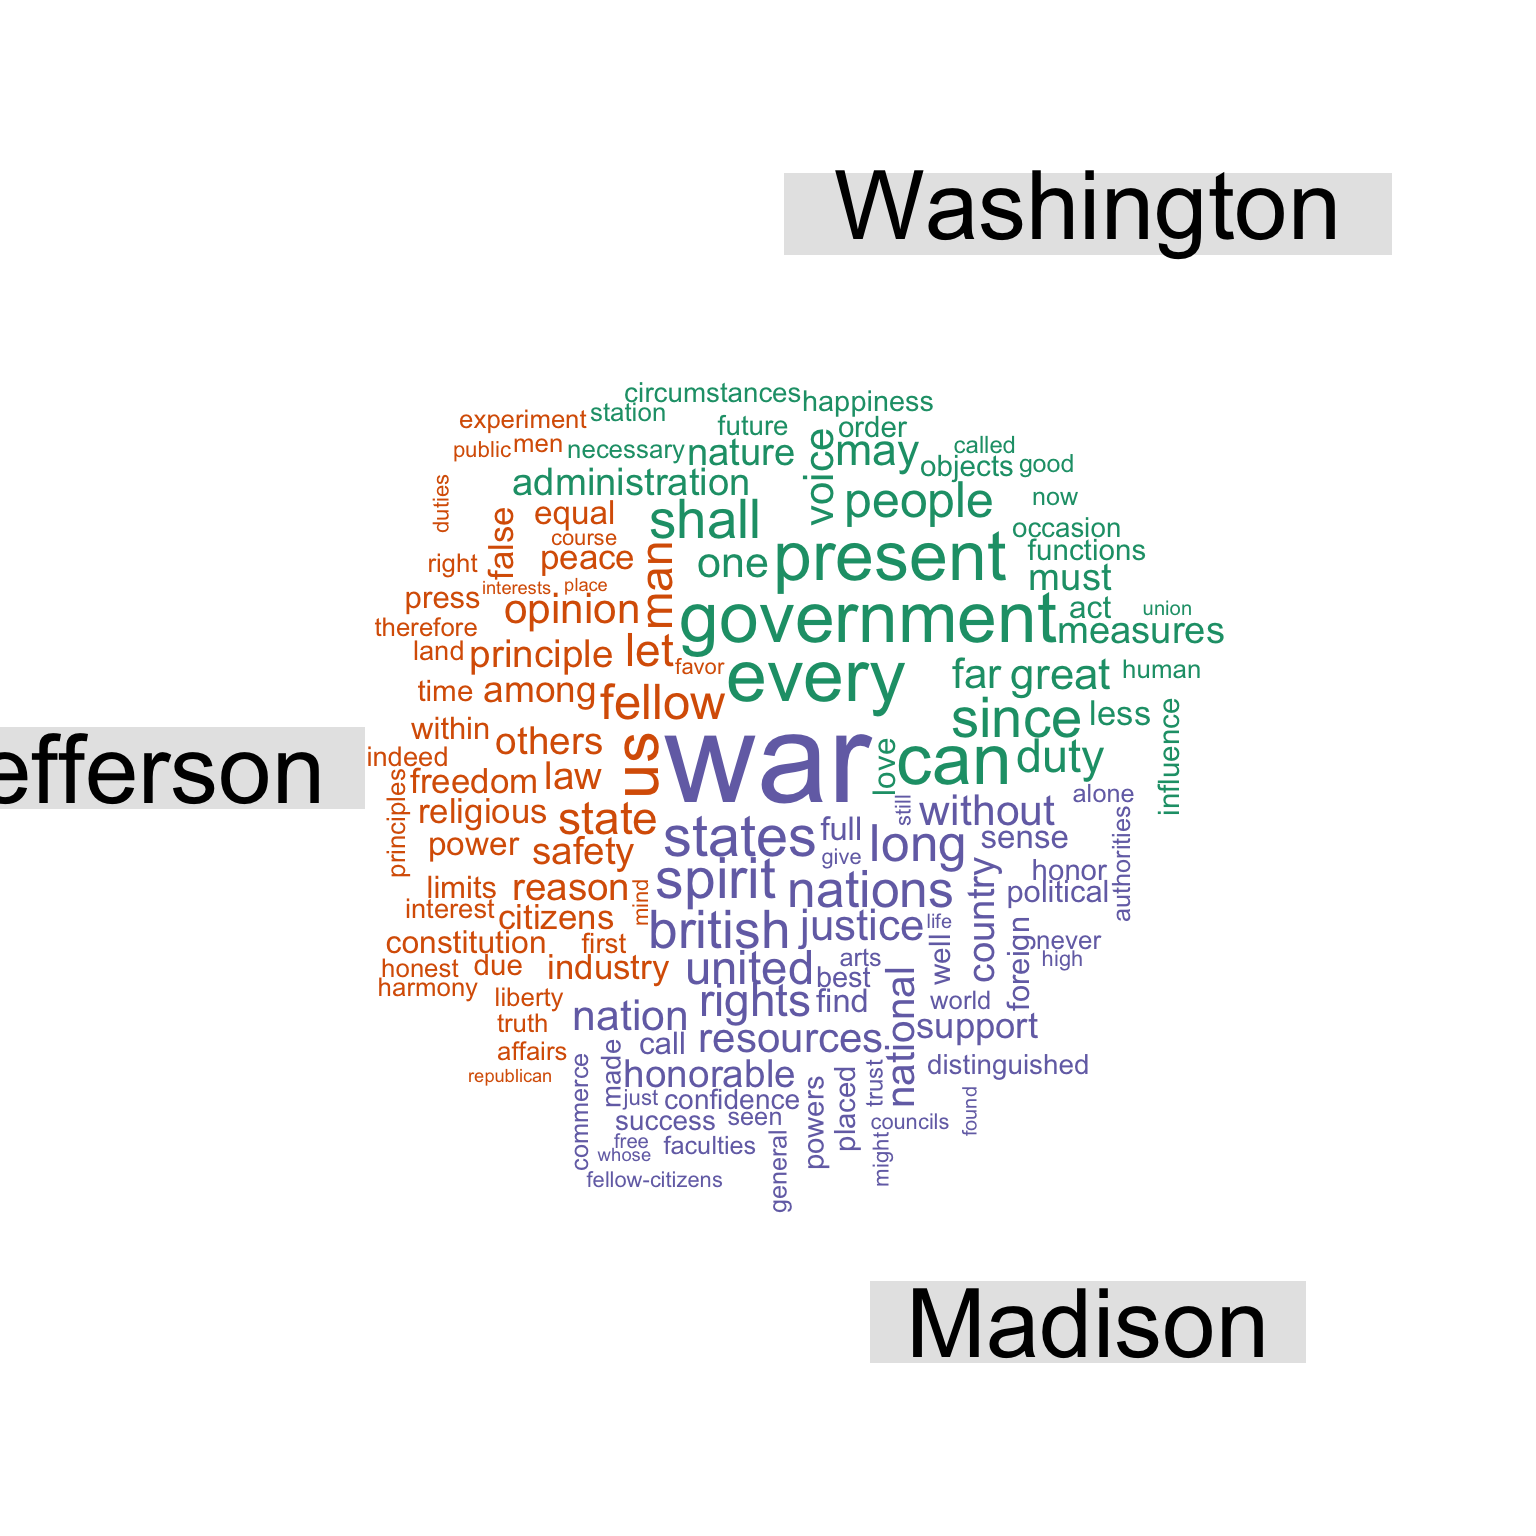 Washington
circumstances happiness
experiment station future order
public men necessary nature voice may called
objects good
duties administration people now
false equal shall occasion
course one present functions
right peace man must
interests place
press opinion government act union
therefore measures
land principle let favor every far great human
time among fellow since less influence
within others us war love can duty
efferson
indeed
principles freedom law
religious state states full still without alone authorities
power safety give long sense
limits reason mind spirit nations country honor
political
interest citizens british justice life
constitution first arts well foreign never
honest due industry united best high
harmony
liberty nation rights find national world
truth call resources support
affairs made honorable trust distinguished
republican commerce just confidence powers placed found
success seen councils
free faculties general might
whose
fellow-citizens
Madison